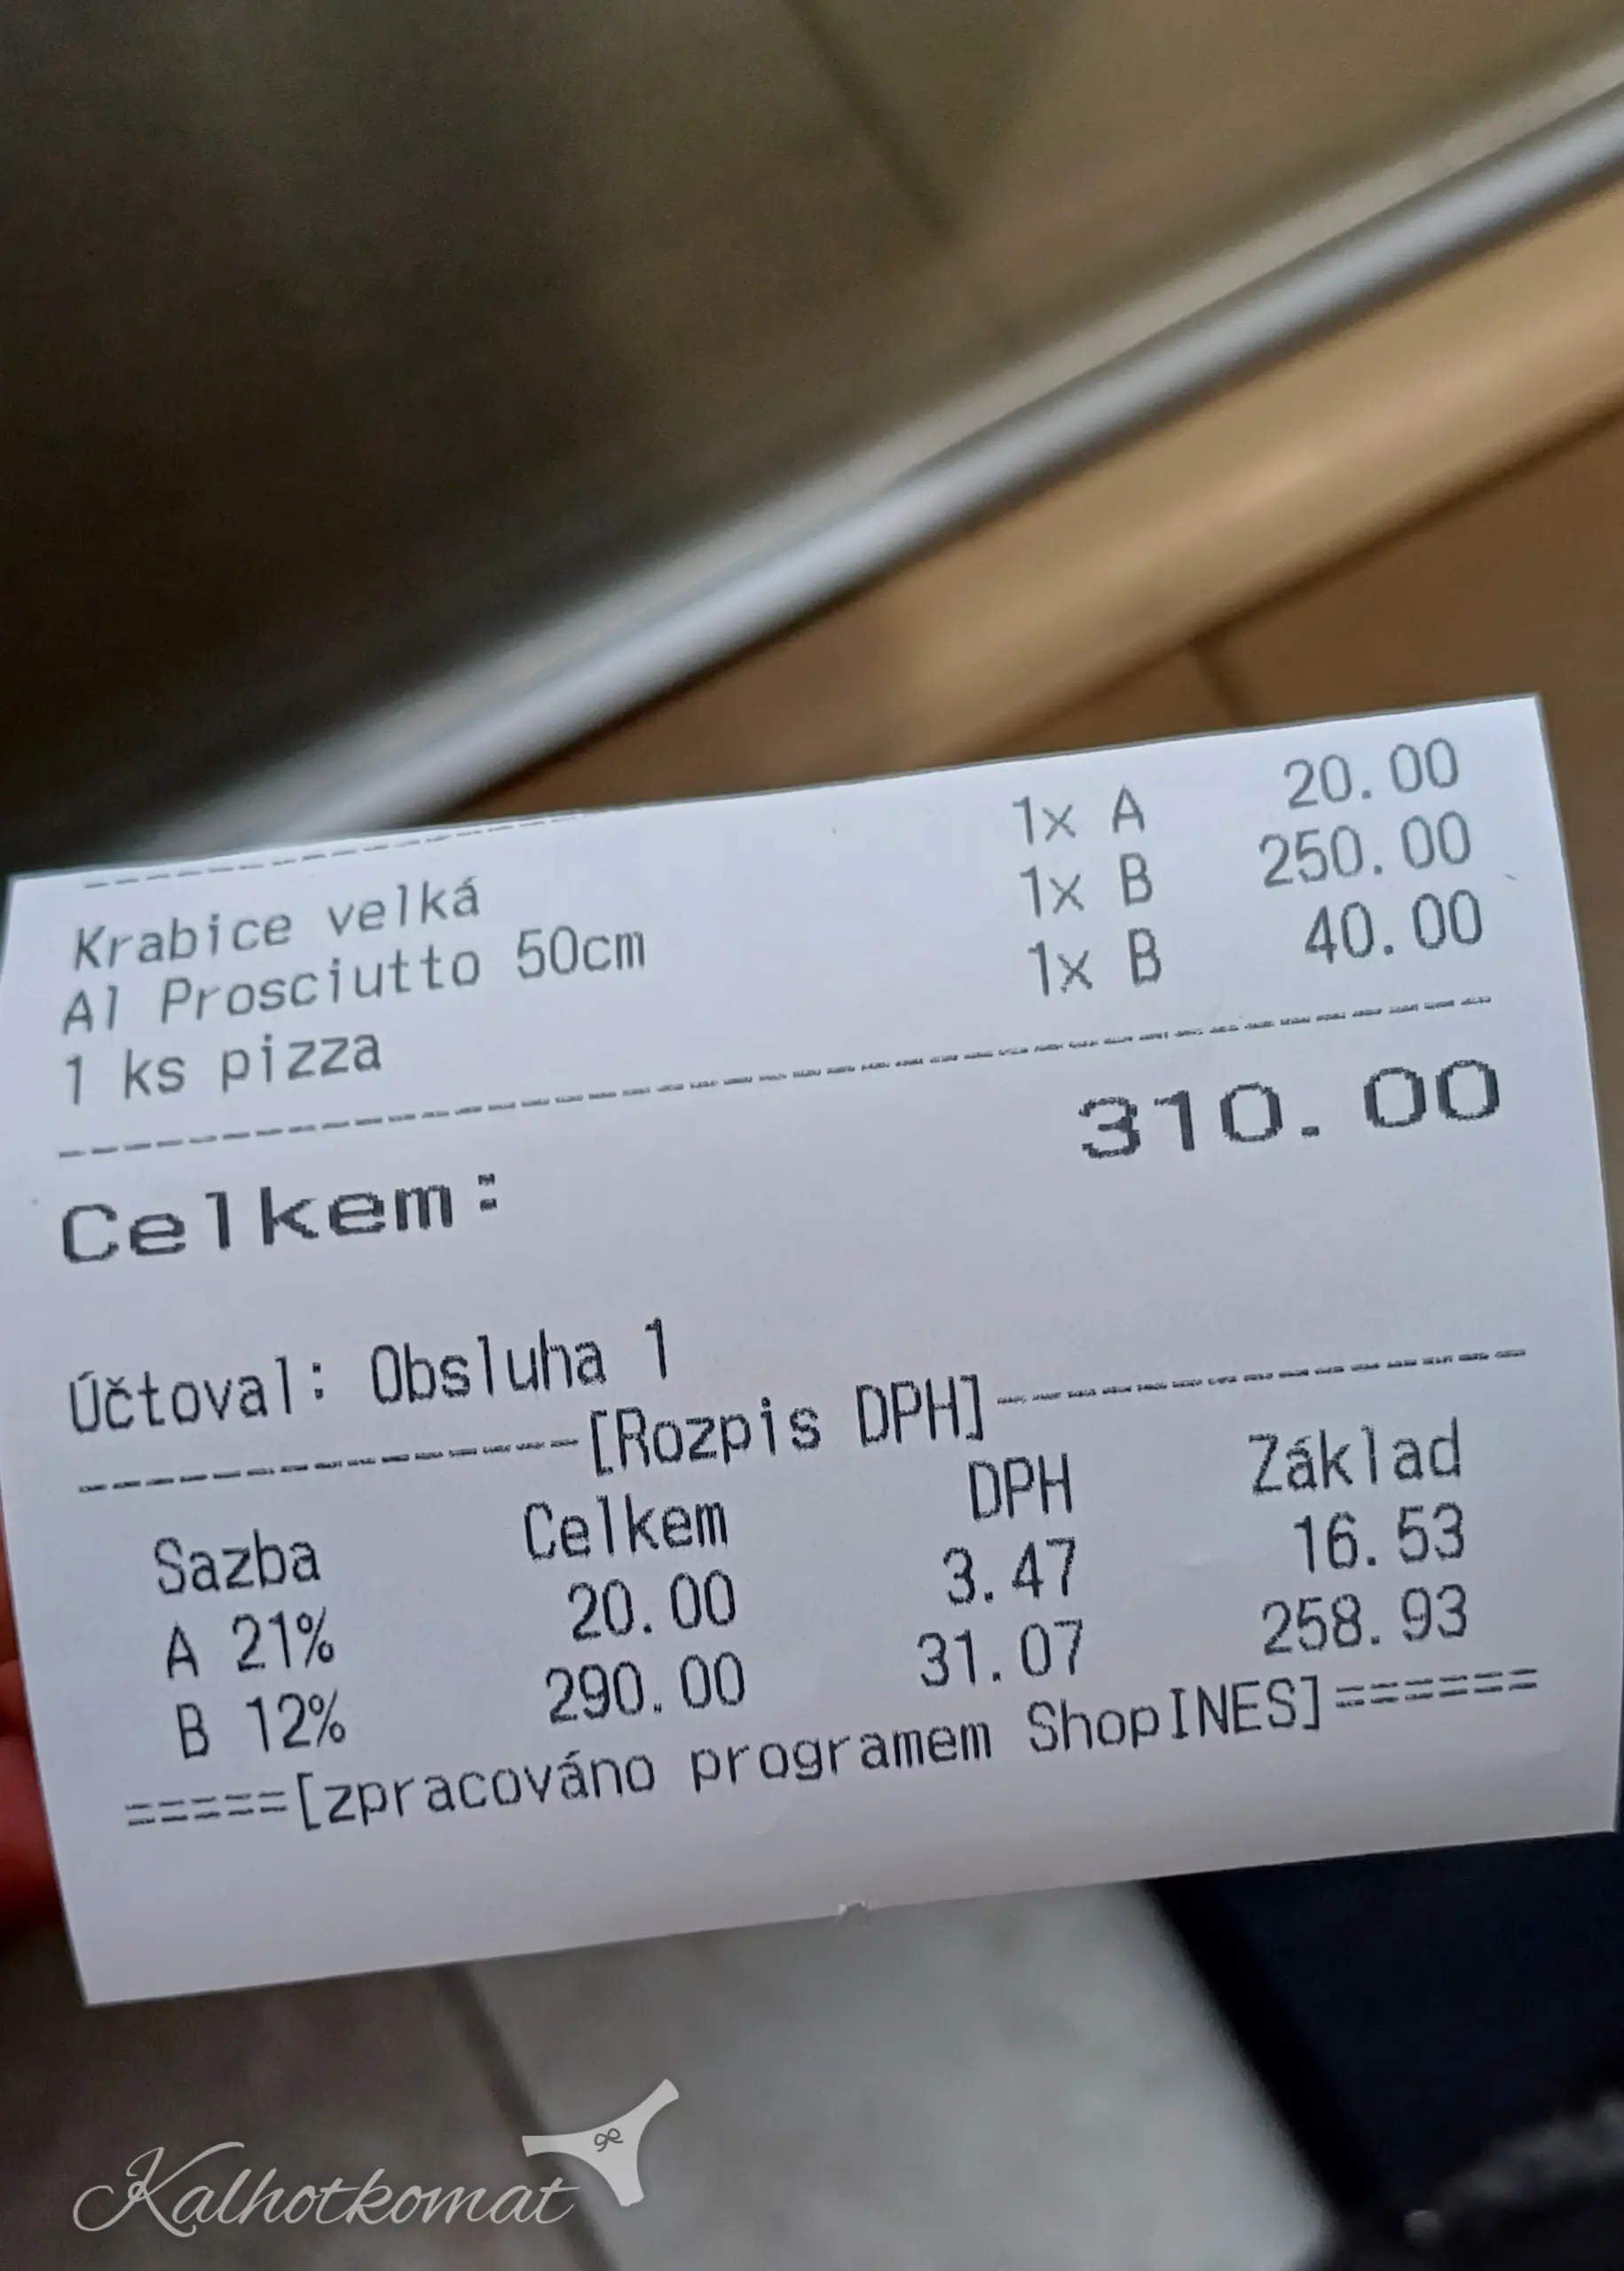 Krabice velká 1x A 20.00
Al Prosciutto 50cm 1x B 250.00
1 ks pizza 1x B 40.00
Celkem: 310.00
Účtoval: Obsluha 1
---------------[Rozpis DPH]---------------
Sazba Celkem DPH Základ
A 21% 20.00 3.47 16.53
B 12% 290.00 31.07 258.93
=====[zpracováno programem ShopINES]======
Kalhotkomat